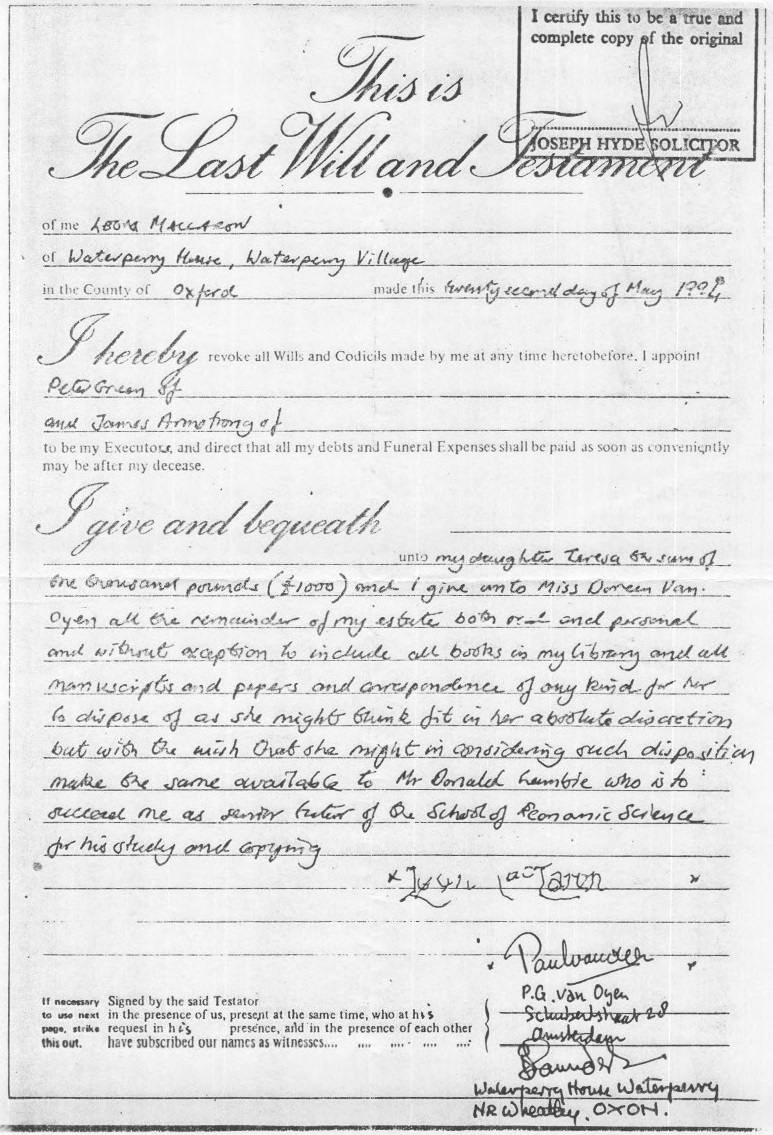 I certify this to be a true and
complete copy of the original
JOSEPH HYDE SOLICITOR
This is
The Last Will and Testament
of me Leon MacLaren
of Waterperry House, Waterperry Village
in the County of Oxford made this twenty second day of May 1994
I hereby revoke all Wills and Codicils made by me at any time heretobefore. I appoint
Peter Green of
and James Armstrong of
to be my Executors, and direct that all my debts and Funeral Expenses shall be paid as soon as conveniently
may be after my decease.
I give and bequeath
unto my daughter Teresa the sum of
one thousand pounds (£1000) and I give unto Miss Doreen Van
Oyen all the remainder of my estate both real and personal
and without exception to include all books in my library and all
manuscripts and papers and correspondence of any kind for her
to dispose of as she might think fit in her absolute discretion
but with the wish that she might in considering such disposition
make the same available to Mr Donald Lambie who is to
succeed me as senior tutor of the School of Economic Science
for his study and copying
P.G. Van Oyen
Schubertstraat 28
Amsterdam
If necessary to use next page, strike this out.
Signed by the said Testator
in the presence of us, present at the same time, who at his
request in his presence, and in the presence of each other
have subscribed our names as witnesses.... .... .... .... ....
Waterperry House Waterperry
NR Wheatley. OXON.